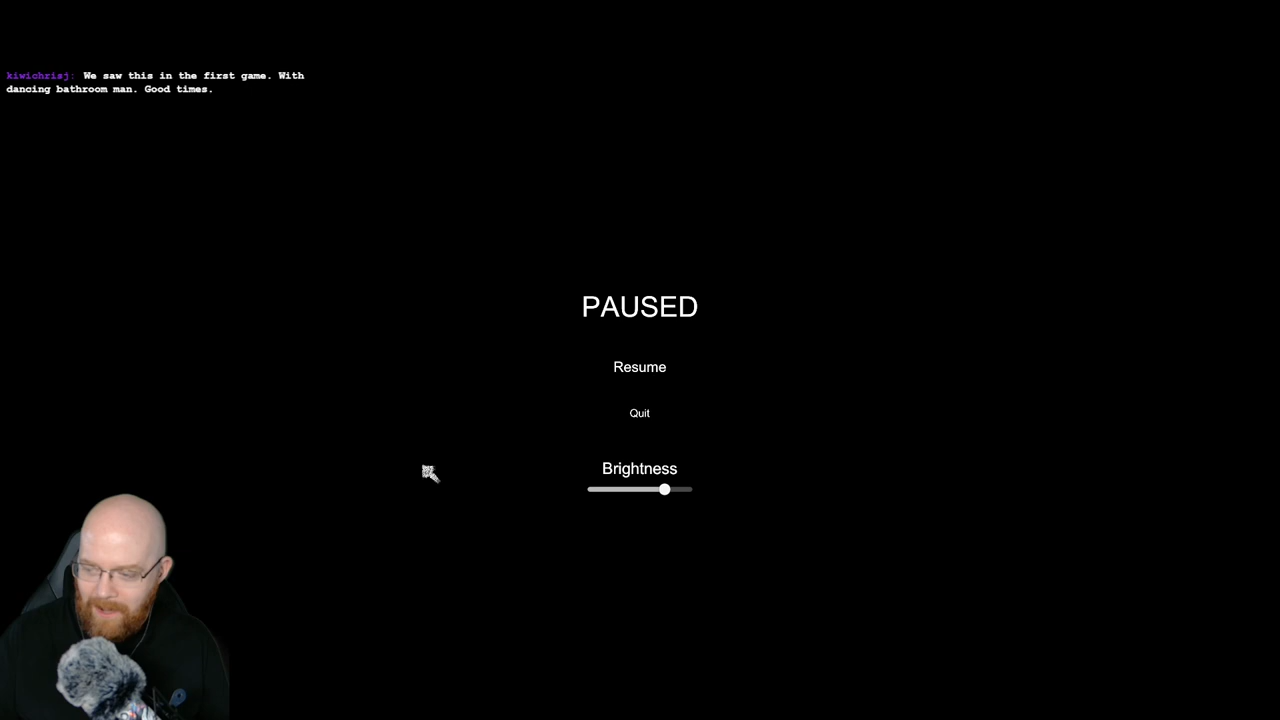 kiwichrisj: We saw this in the first game. With
dancing bathroom man. Good times.
PAUSED
Resume
Quit
Brightness